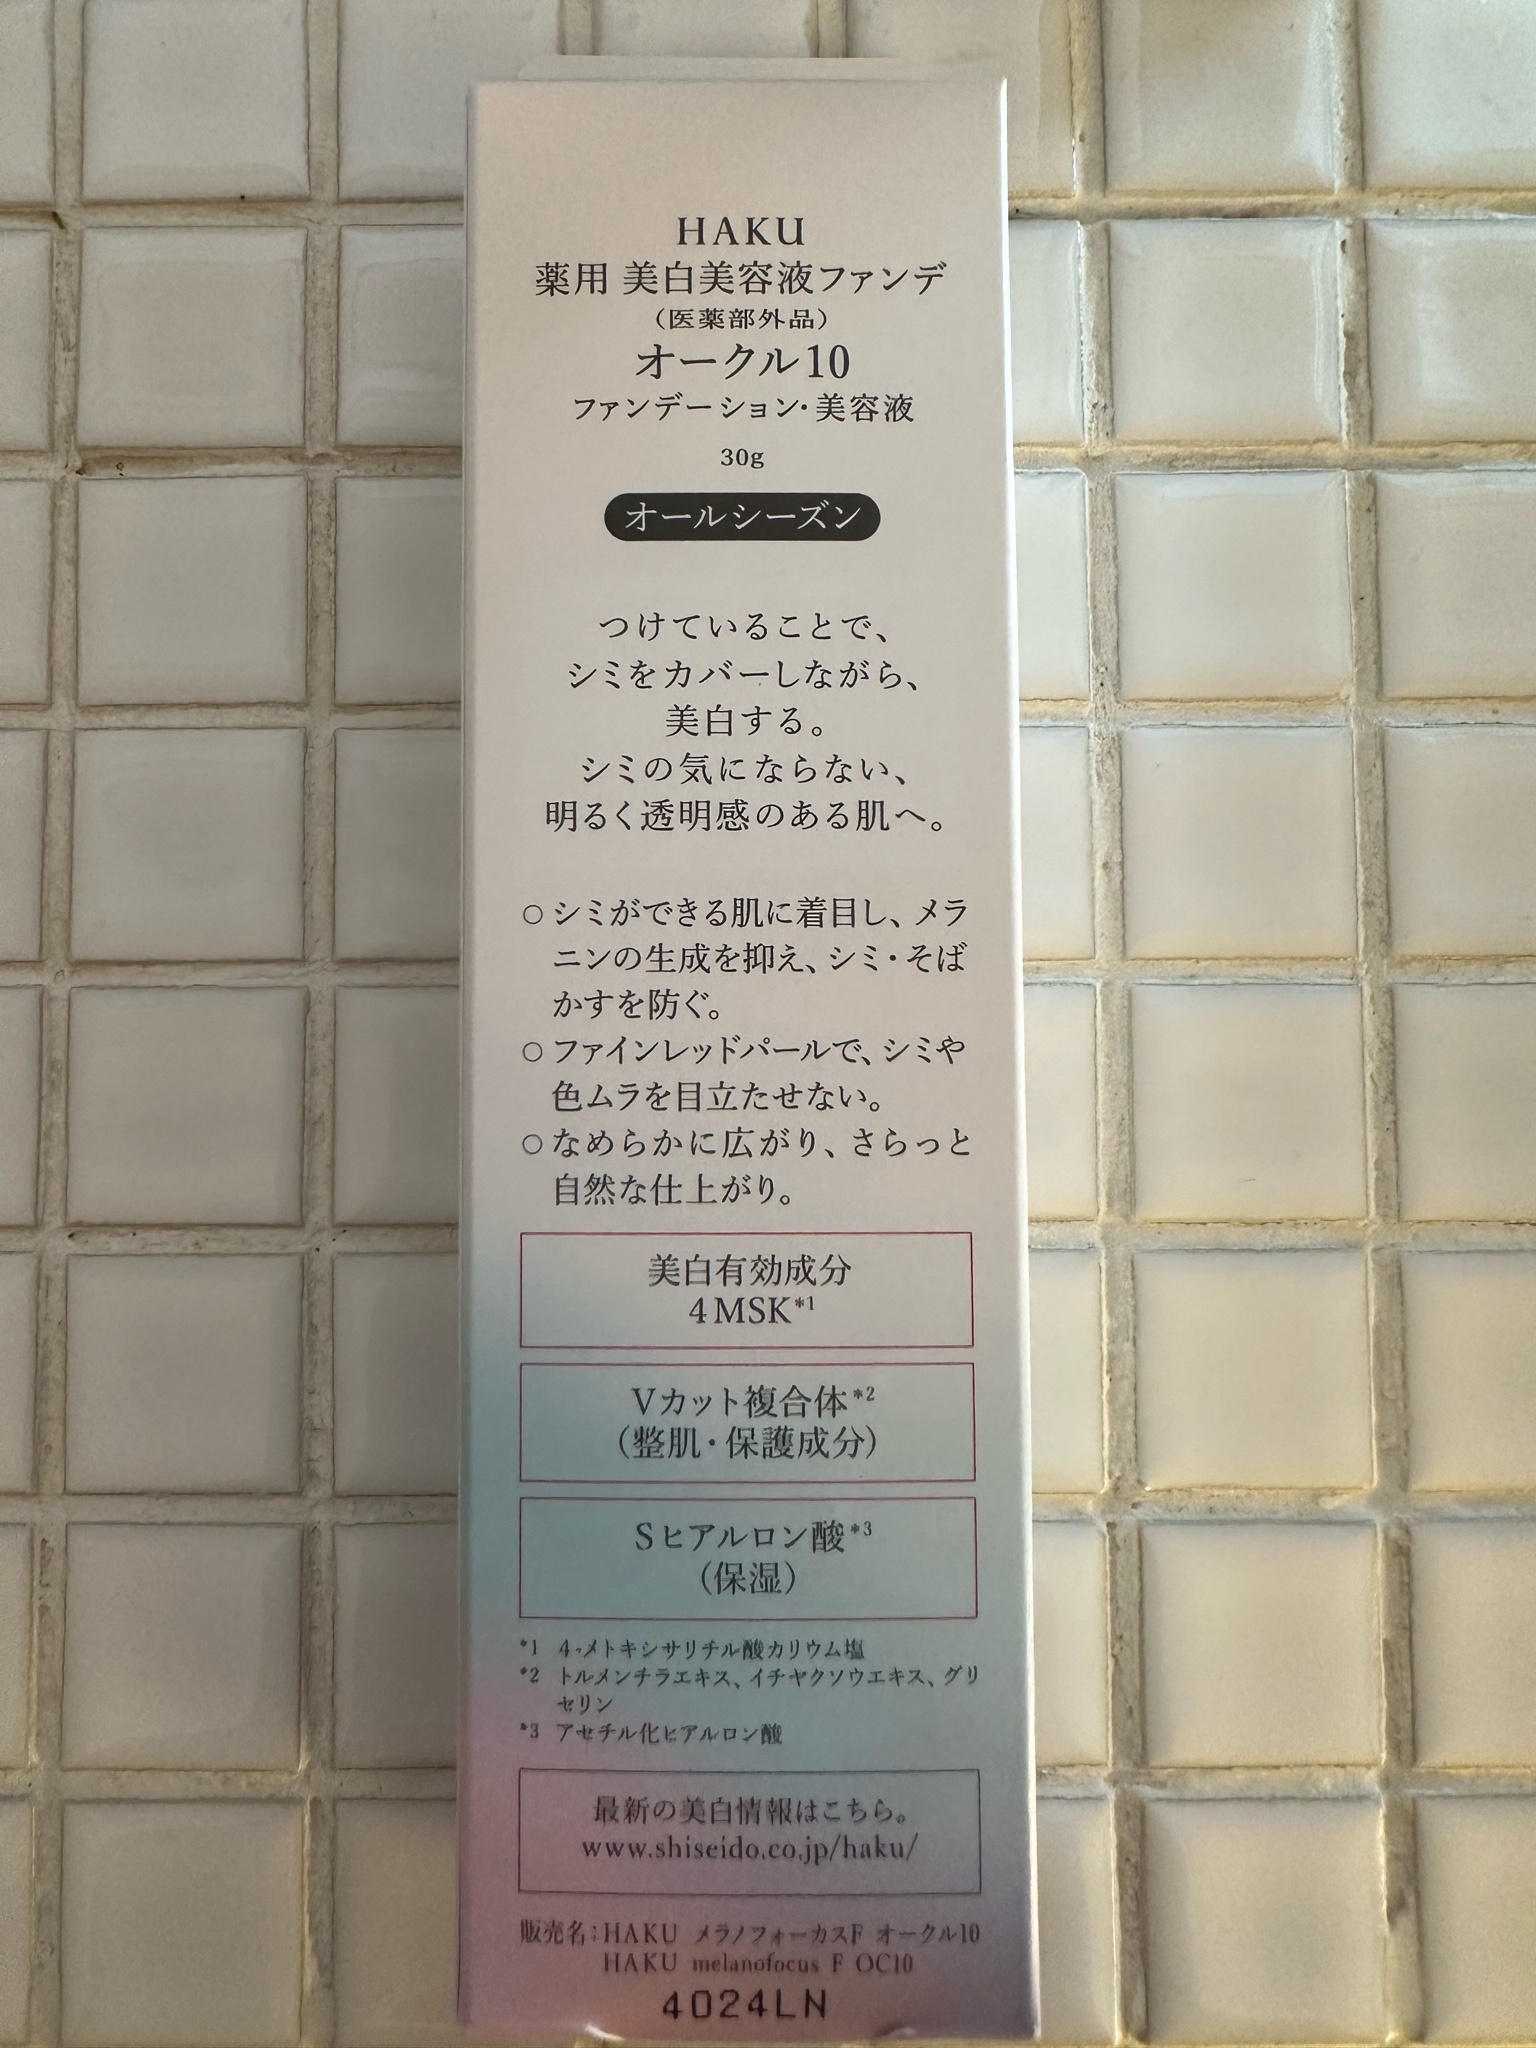 HAKU
薬用 美白美容液ファンデ
（医薬部外品）
オークル10
ファンデーション・美容液
30g
オールシーズン
つけていることで、
シミをカバーしながら、
美白する。
シミの気にならない、
明るく透明感のある肌へ。
○シミができる肌に着目し、メラ
ニンの生成を抑え、シミ・そば
かすを防ぐ。
○ファインレッドパールで、シミや
色ムラを目立たせない。
○なめらかに広がり、さらっと
自然な仕上がり。
美白有効成分
4MSK*1
Vカット複合体*2
（整肌・保護成分）
Sヒアルロン酸*3
（保湿）
*1 4-メトキシサリチル酸カリウム塩
*2 トルメンチラエキス、イチヤクソウエキス、グリ
セリン
*3 アセチル化ヒアルロン酸
最新の美白情報はこちら。
www.shiseido.co.jp/haku/
販売名：HAKU メラノフォーカスF オークル10
HAKU melanofocus F OC10
4024LN